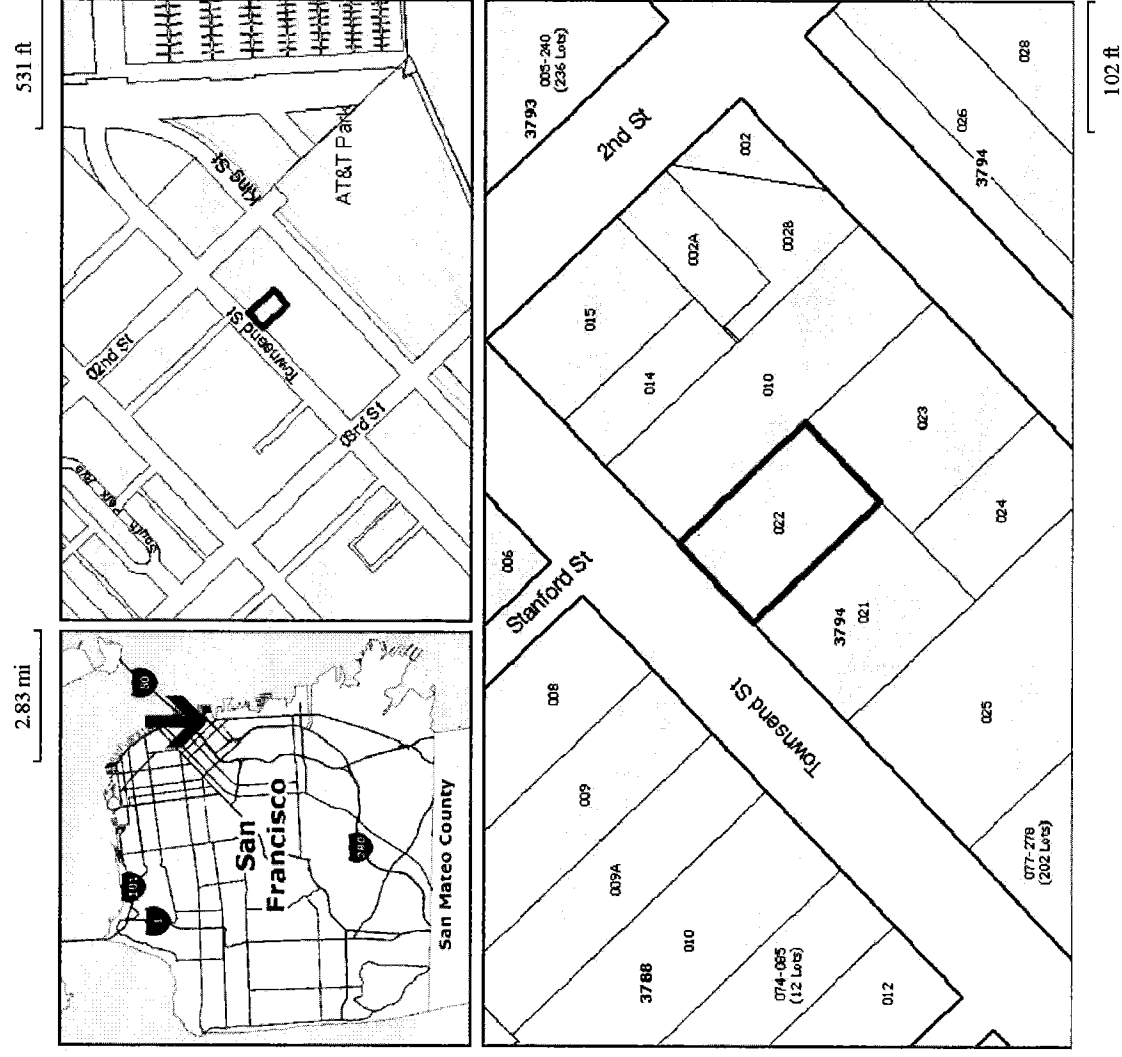 2.83 mi
531 ft
101
1
80
280
San
Francisco
San Mateo County
South Park Ave
02nd St
03rd St
Townsend St
King St
AT&T Park
3793
005-240
(236 Lots)
2nd St
002
002A
002B
015
014
010
023
024
022
3794
021
025
077-278
(202 Lots)
Townsend St
Stanford St
006
008
009
009A
3788
010
074-085
(12 Lots)
012
028
026
3794
102 ft